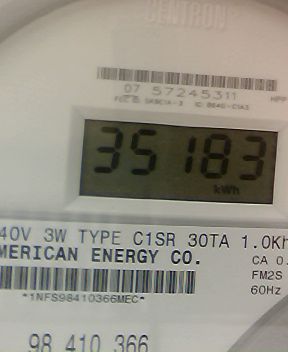 CENTRON
07 57245311
35183
kWh
40V 3W TYPE C1SR 30TA 1.0Kh
MERICAN ENERGY CO.
CA 0.
FM2S
*1NFS98410366MEC*
60Hz
98 410 366